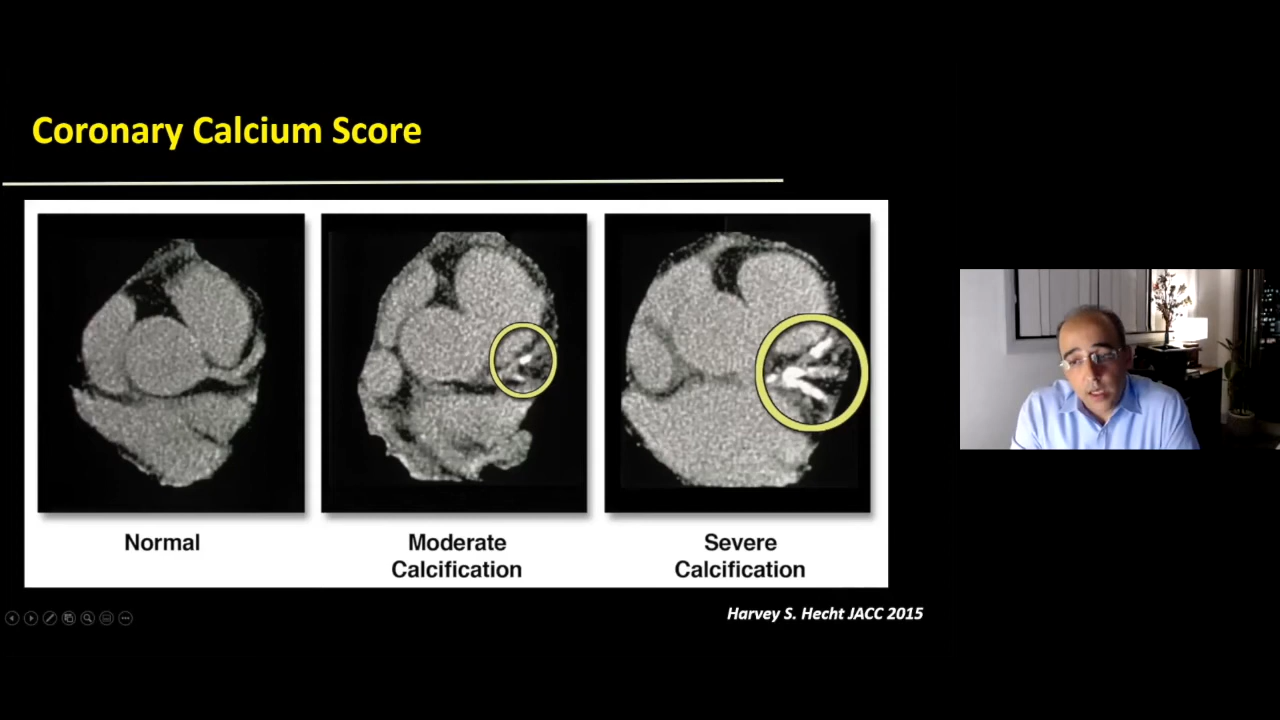 Coronary Calcium Score
Normal
Moderate
Calcification
Severe
Calcification
Harvey S. Hecht JACC 2015